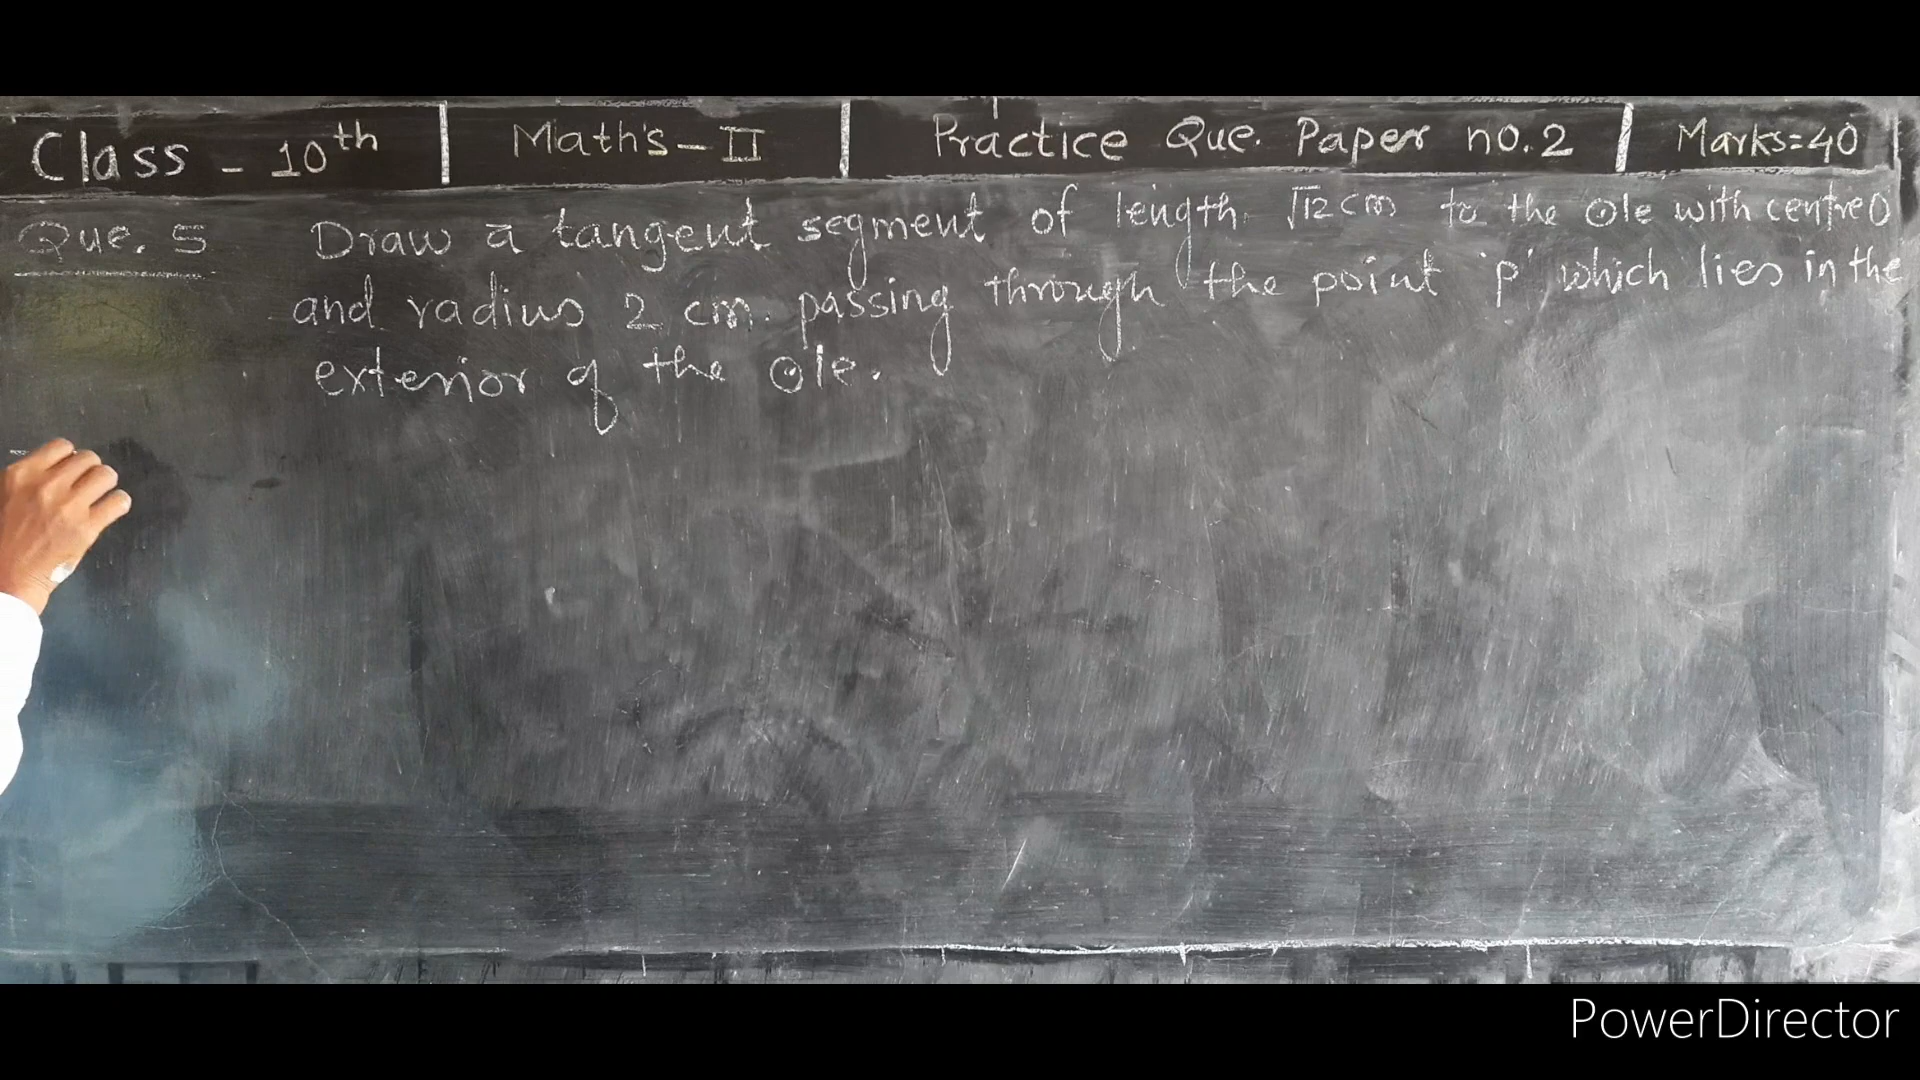 Class - 10th | Math's - II | Practice Que. Paper no. 2 | Marks=40
Que. 5 Draw a tangent segment of length √12 cm to the ⊙le with centre O
and radius 2 cm. passing through the point 'p' which lies in the
exterior of the ⊙le.
PowerDirector